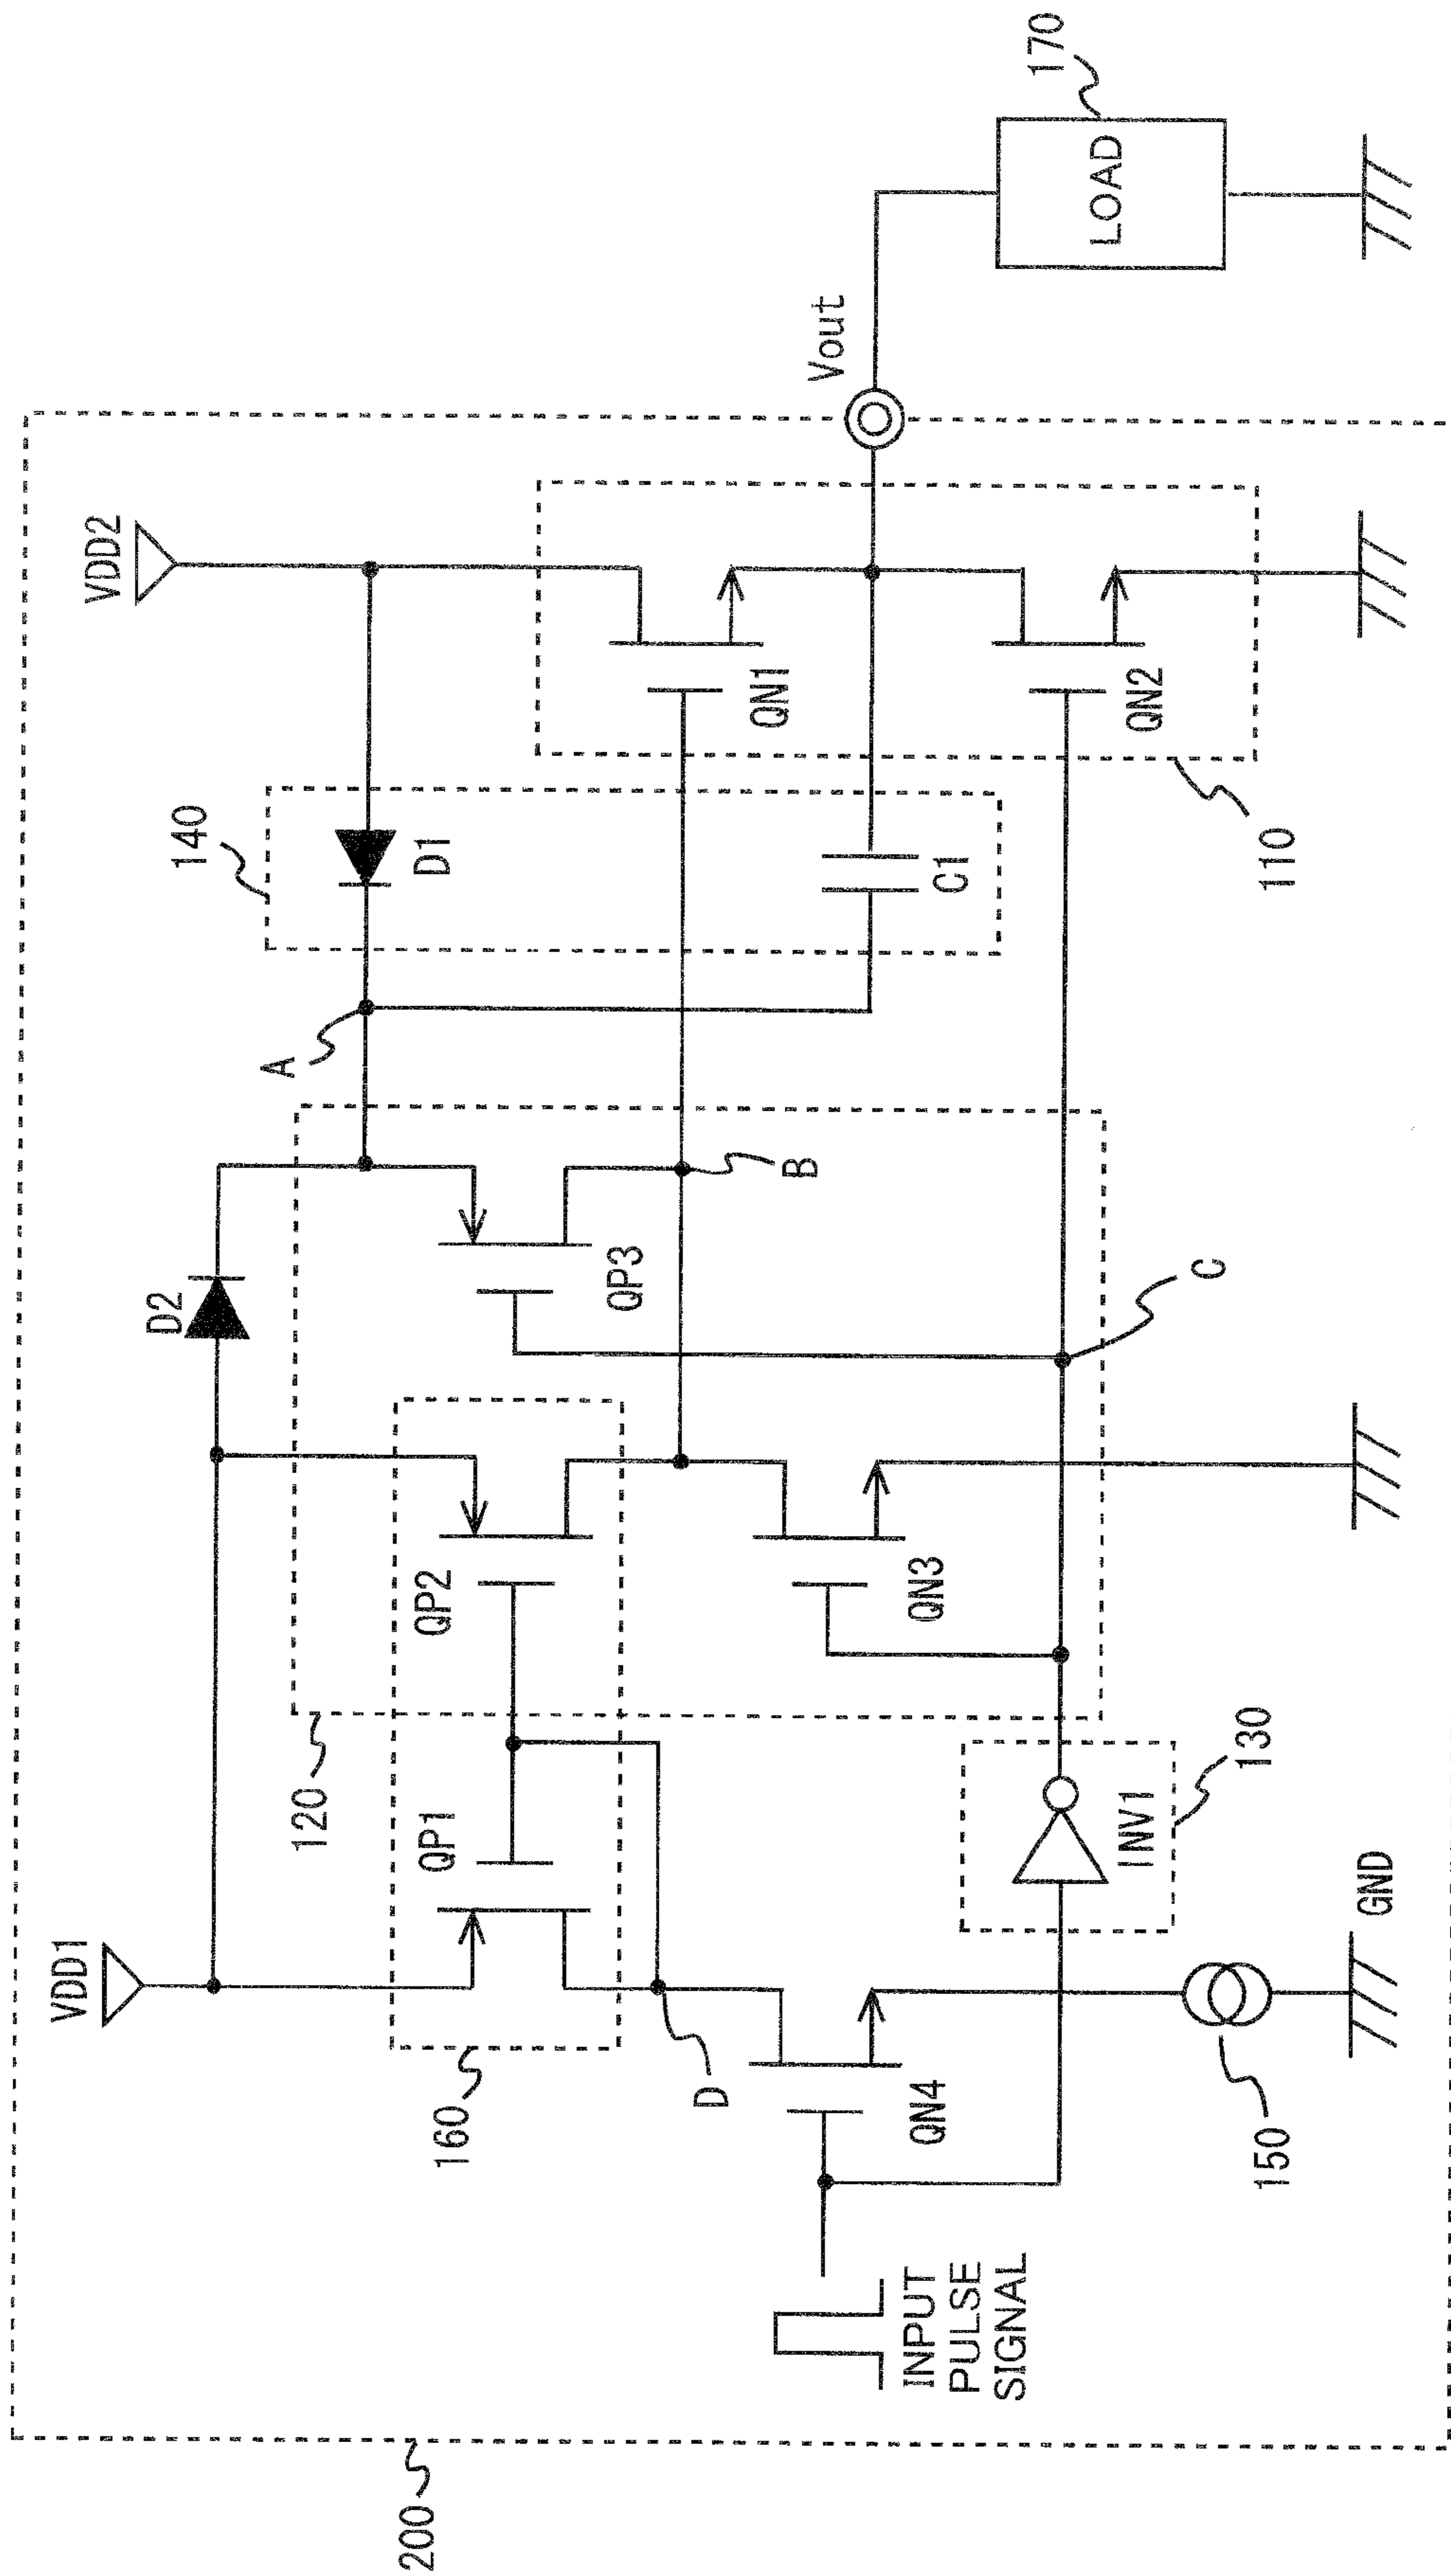 200
VDD1
VDD2
D2
140
D1
A
120
160
QP1
QP2
QP3
QN1
B
Vout
170
LOAD
D
C1
QN4
QN3
QN2
INPUT
PULSE
SIGNAL
INV1
130
C
110
150
GND